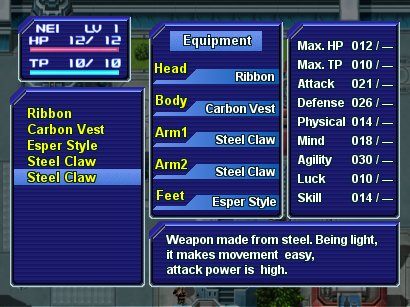 NEI LV 1
HP 12/ 12
TP 10/ 10
Ribbon
Carbon Vest
Esper Style
Steel Claw
Steel Claw
Equipment
Head
Ribbon
Body
Carbon Vest
Arm1
Steel Claw
Arm2
Steel Claw
Feet
Esper Style
Max. HP 012 / —
Max. TP 010 / —
Attack 021 / —
Defense 026 / —
Physical 014 / —
Mind 018 / —
Agility 030 / —
Luck 010 / —
Skill 014 / —
Weapon made from steel. Being light,
it makes movement easy,
attack power is high.